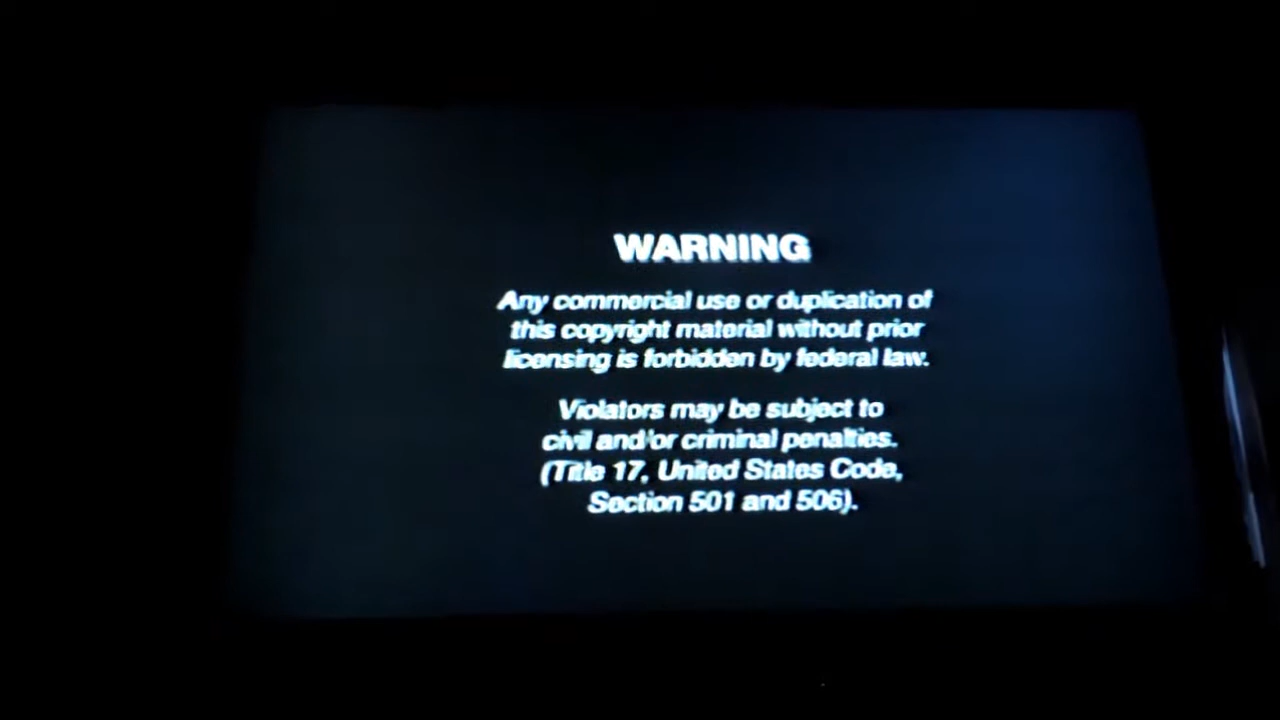 WARNING
Any commercial use or duplication of
this copyright material without prior
licensing is forbidden by federal law.
Violators may be subject to
civil and/or criminal penalties.
(Title 17, United States Code,
Section 501 and 506).